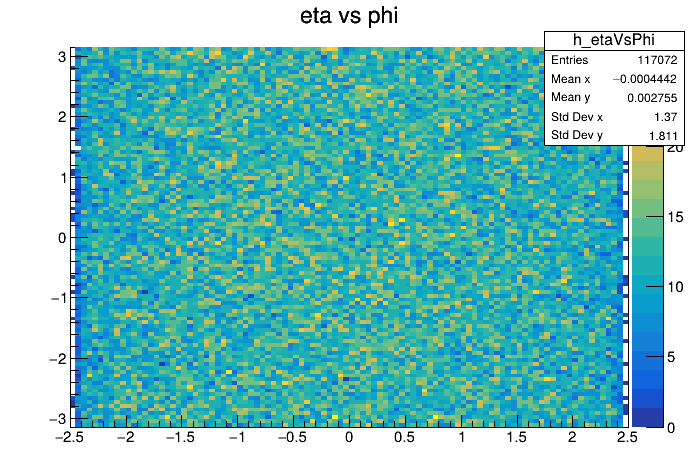 eta vs phi
h_etaVsPhi
Entries 117072
Mean x −0.0004442
Mean y 0.002755
Std Dev x 1.37
Std Dev y 1.811
3
2
1
0
−1
−2
−3
−2.5 −2 −1.5 −1 −0.5 0 0.5 1 1.5 2 2.5
20
15
10
5
0